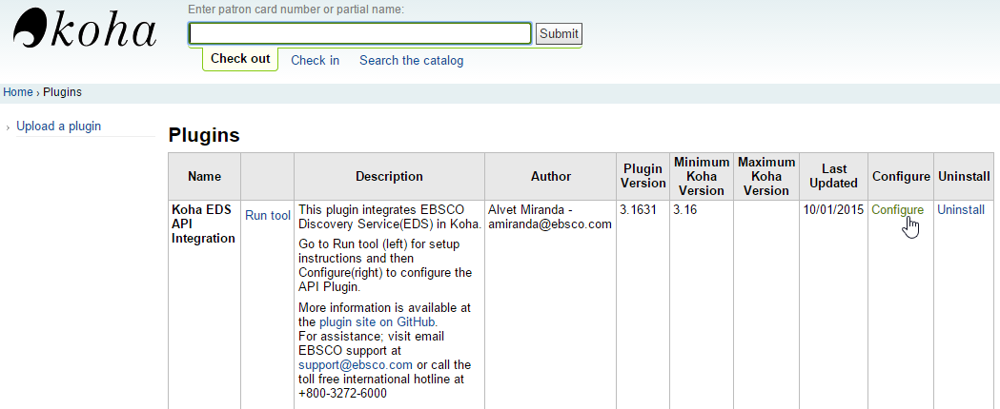 Enter patron card number or partial name:
koha
Submit
Check out Check in Search the catalog
Home › Plugins
› Upload a plugin
Plugins
Name Description Author Plugin Version Minimum Koha Version Maximum Koha Version Last Updated Configure Uninstall
Koha EDS
API
Integration
Run tool
This plugin integrates EBSCO
Discovery Service(EDS) in Koha.
Go to Run tool (left) for setup
instructions and then
Configure(right) to configure the
API Plugin.
More information is available at
the plugin site on GitHub.
For assistance; visit email
EBSCO support at
support@ebsco.com or call the
toll free international hotline at
+800-3272-6000
Alvet Miranda -
amiranda@ebsco.com
3.1631
3.16
10/01/2015
Configure
Uninstall